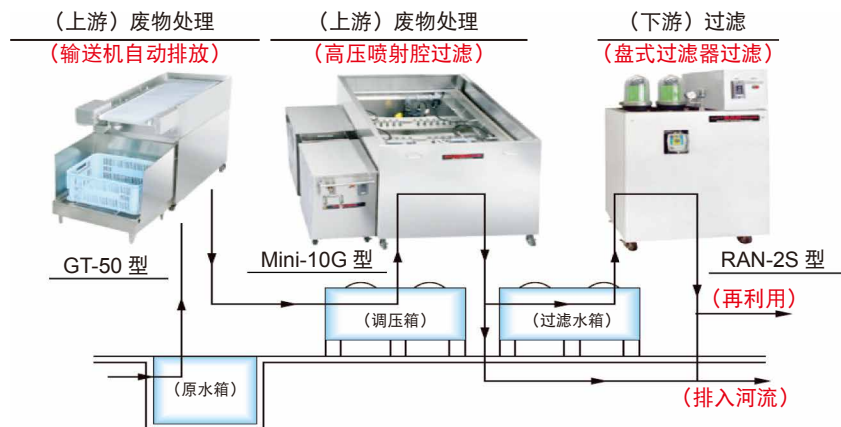 （上游）废物处理
（输送机自动排放）
（上游）废物处理
（高压喷射腔过滤）
（下游）过滤
（盘式过滤器过滤）
GT-50 型
Mini-10G 型
RAN-2S 型
（再利用）
（调压箱）
（过滤水箱）
（原水箱）
（排入河流）